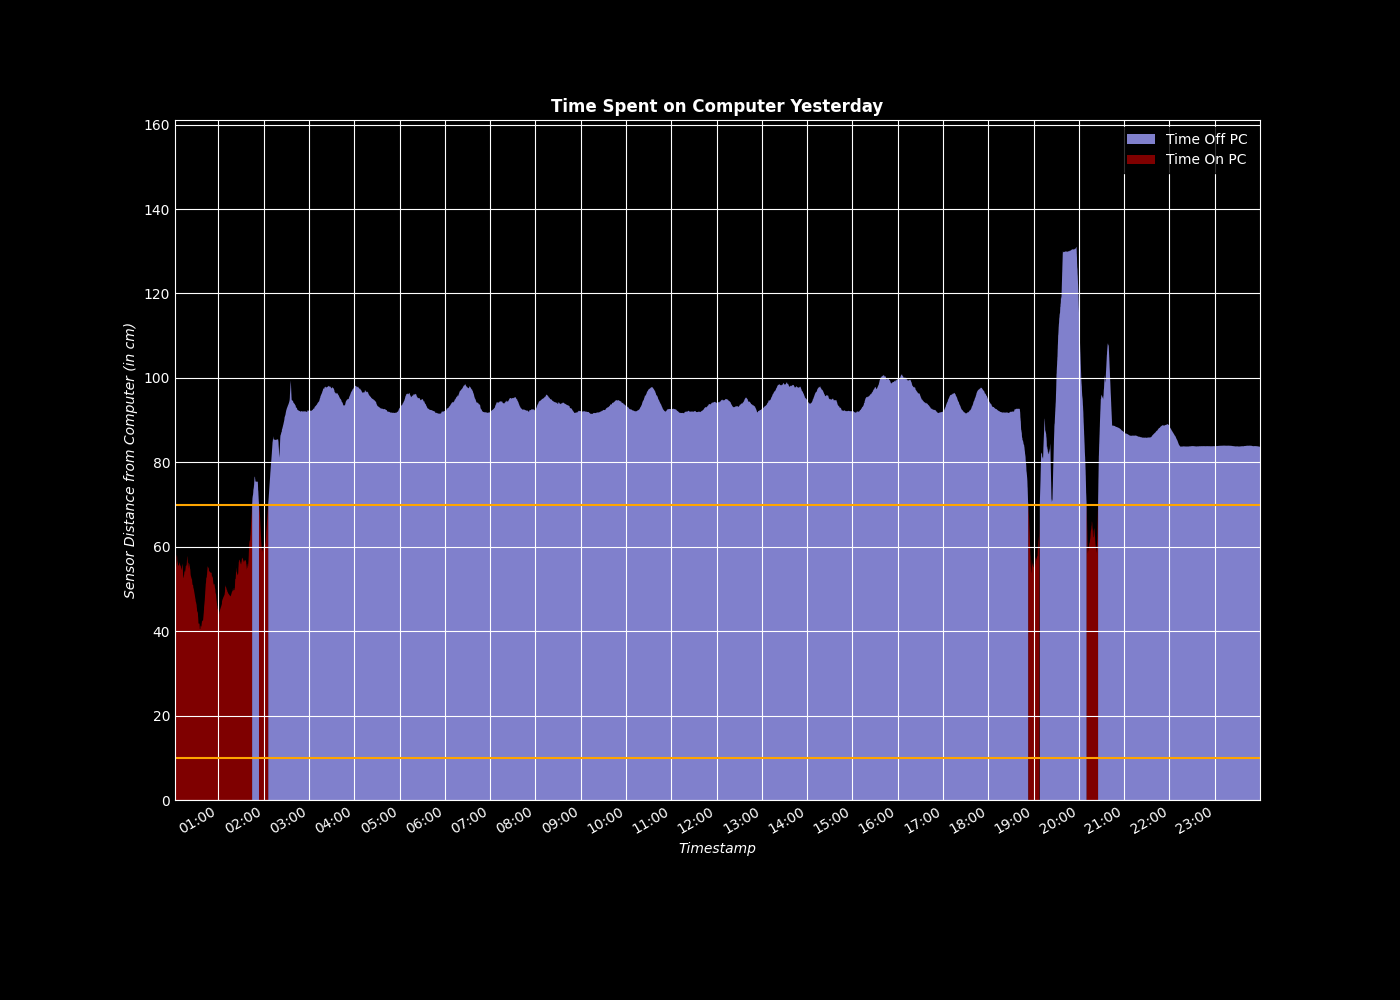 Time Spent on Computer Yesterday
Time Off PC
Time On PC
160
140
120
100
80
60
40
20
0
Sensor Distance from Computer (in cm)
01:00 02:00 03:00 04:00 05:00 06:00 07:00 08:00 09:00 10:00 11:00 12:00 13:00 14:00 15:00 16:00 17:00 18:00 19:00 20:00 21:00 22:00 23:00
Timestamp